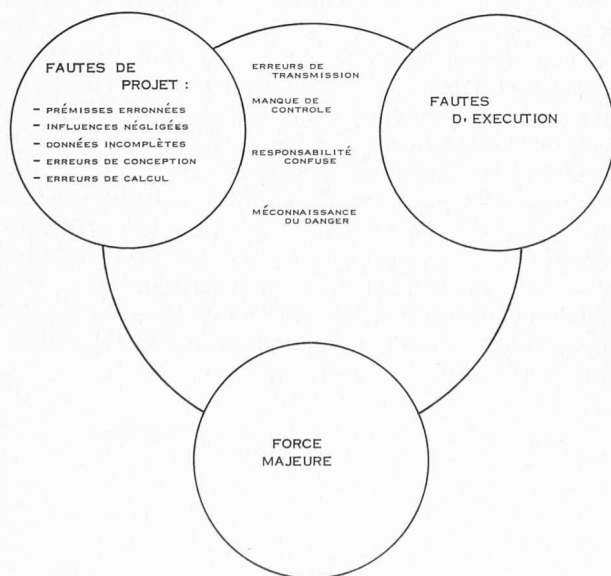 FAUTES DE
PROJET :
– PRÉMISSES ERRONNÉES
– INFLUENCES NÉGLIGÉES
– DONNÉES INCOMPLÈTES
– ERREURS DE CONCEPTION
– ERREURS DE CALCUL
ERREURS DE
TRANSMISSION
MANQUE DE
CONTROLE
RESPONSABILITÉ
CONFUSE
MÉCONNAISSANCE
DU DANGER
FAUTES
D'EXECUTION
FORCE
MAJEURE